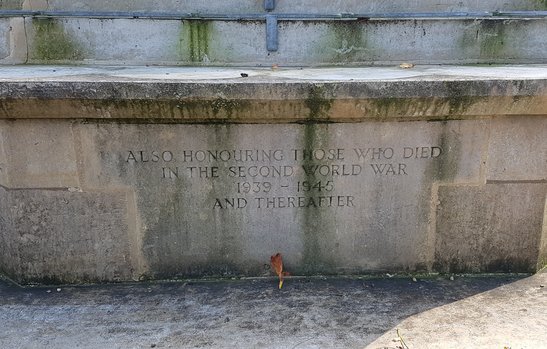 ALSO HONOURING THOSE WHO DIED
IN THE SECOND WORLD WAR
1939 - 1945
AND THEREAFTER